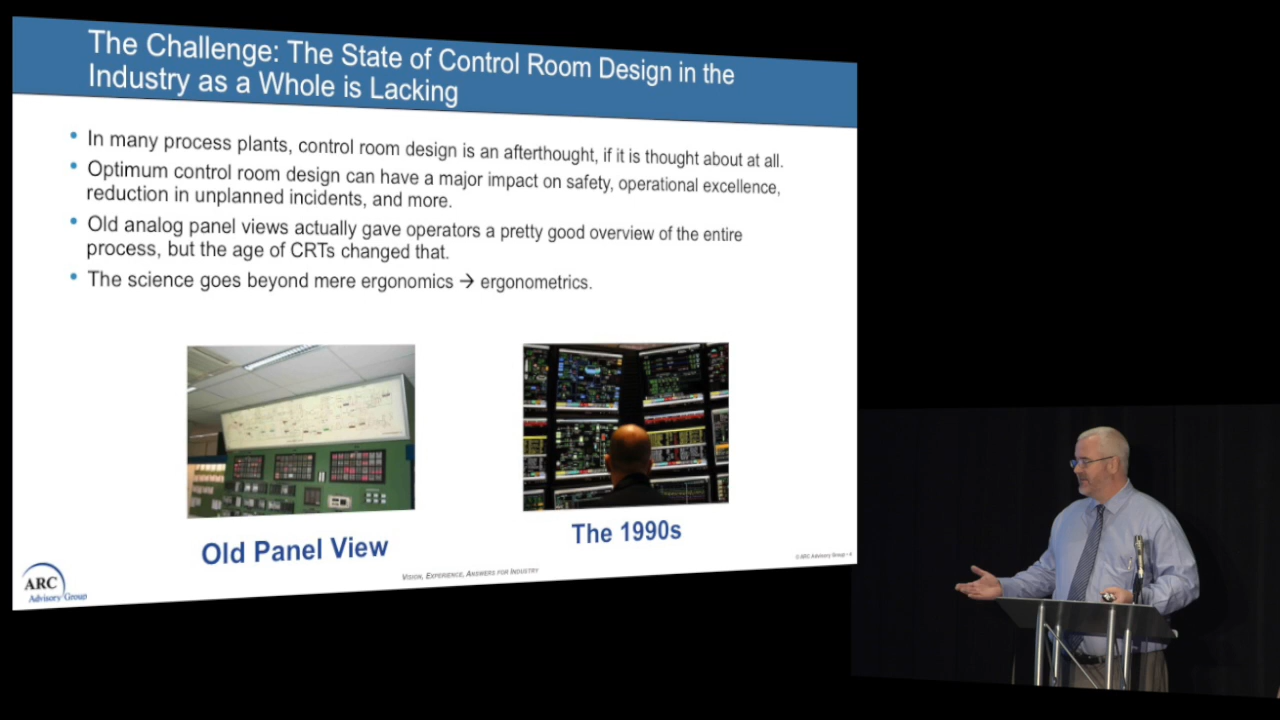 The Challenge: The State of Control Room Design in the
Industry as a Whole is Lacking
• In many process plants, control room design is an afterthought, if it is thought about at all.
• Optimum control room design can have a major impact on safety, operational excellence,
reduction in unplanned incidents, and more.
• Old analog panel views actually gave operators a pretty good overview of the entire
process, but the age of CRTs changed that.
• The science goes beyond mere ergonomics → ergonometrics.
Old Panel View
The 1990s
© ARC Advisory Group • 4
ARC
Advisory Group
Vision, Experience, Answers for Industry